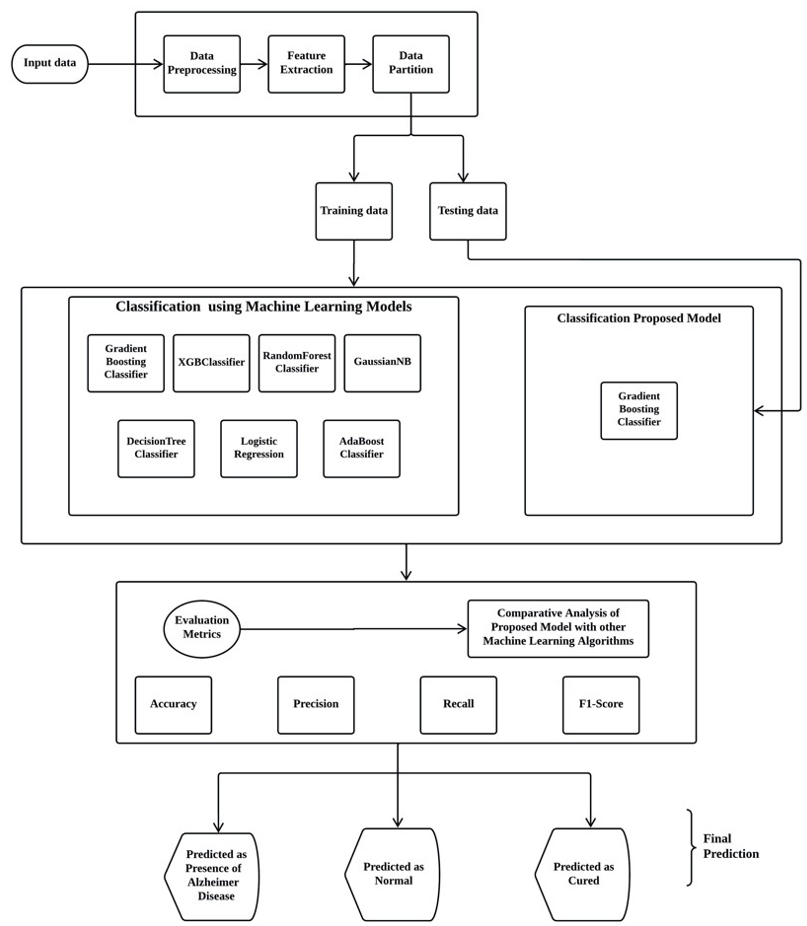 Input data
Data
Preprocessing
Feature
Extraction
Data
Partition
Training data
Testing data
Classification  using Machine Learning Models
Gradient
Boosting
Classifier
XGBClassifier
RandomForest
Classifier
GaussianNB
DecisionTree
Classifier
Logistic
Regression
AdaBoost
Classifier
Classification Proposed Model
Gradient
Boosting
Classifier
Evaluation
Metrics
Comparative Analysis of
Proposed Model with other
Machine Learning Algorithms
Accuracy
Precision
Recall
F1-Score
Predicted as
Presence of
Alzheimer
Disease
Predicted as
Normal
Predicted as
Cured
Final
Prediction